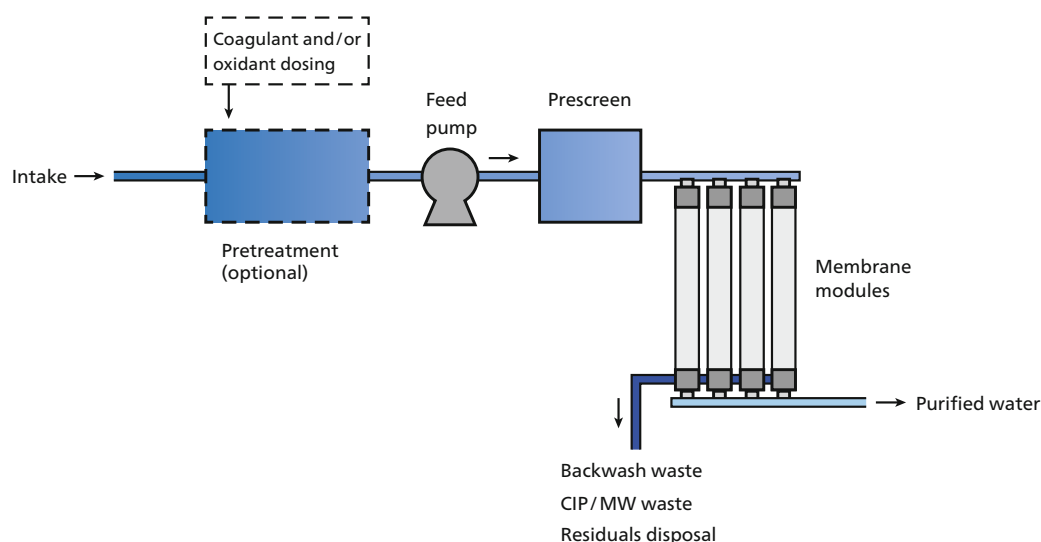 Coagulant and/or
oxidant dosing
Feed
pump
Prescreen
Intake
Pretreatment
(optional)
Membrane
modules
Purified water
Backwash waste
CIP/MW waste
Residuals disposal